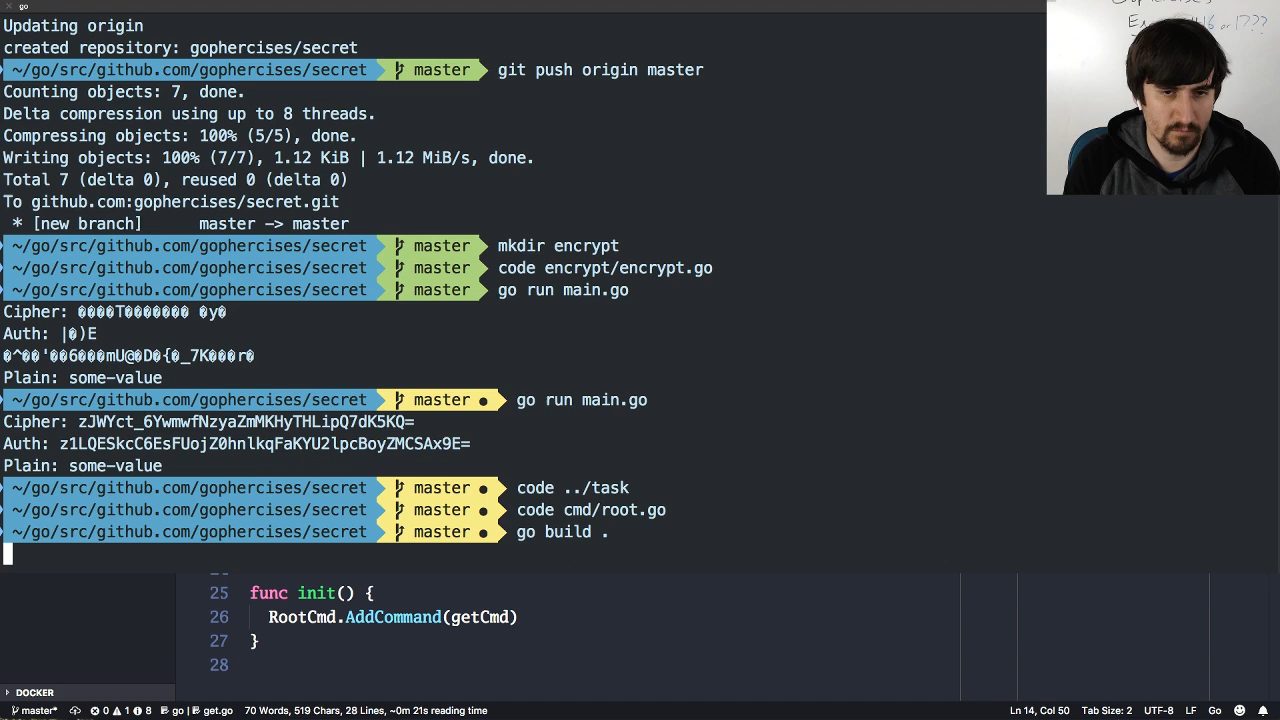 go
Updating origin
created repository: gophercises/secret
~/go/src/github.com/gophercises/secret master git push origin master
Counting objects: 7, done.
Delta compression using up to 8 threads.
Compressing objects: 100% (5/5), done.
Writing objects: 100% (7/7), 1.12 KiB | 1.12 MiB/s, done.
Total 7 (delta 0), reused 0 (delta 0)
To github.com:gophercises/secret.git
* [new branch] master -> master
~/go/src/github.com/gophercises/secret master mkdir encrypt
~/go/src/github.com/gophercises/secret master code encrypt/encrypt.go
~/go/src/github.com/gophercises/secret master go run main.go
Cipher: ����T������� �y�
Auth: |�)E
�^��'��6���mU@�D�{�_7K���r�
Plain: some-value
~/go/src/github.com/gophercises/secret master ● go run main.go
Cipher: zJWYct_6YwmwfNzyaZmMKHyTHLipQ7dK5KQ=
Auth: z1LQESkcC6EsFUojZ0hnlkqFaKYU2lpcBoyZMCSAx9E=
Plain: some-value
~/go/src/github.com/gophercises/secret master ● code ../task
~/go/src/github.com/gophercises/secret master ● code cmd/root.go
~/go/src/github.com/gophercises/secret master ● go build .
25 func init() {
26 RootCmd.AddCommand(getCmd)
27 }
28
DOCKER
master* 0 1 8 go | get.go 70 Words, 519 Chars, 28 Lines, ~0m 21s reading time Ln 14, Col 50 Tab Size: 2 UTF-8 LF Go